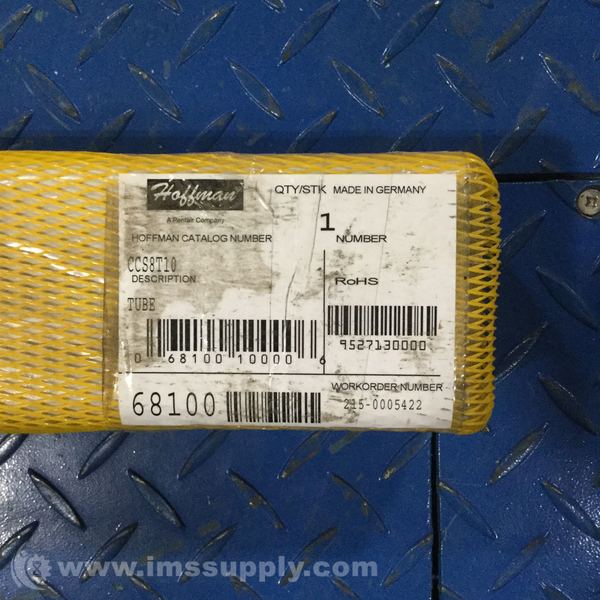 Hoffman
A Pentair Company
QTY/STK MADE IN GERMANY
1
HOFFMAN CATALOG NUMBER
NUMBER
CCS8T10
DESCRIPTION
RoHS
TUBE
0 68100 10000 6
9527130000
WORKORDER NUMBER
68100
215-0005422
www.imssupply.com